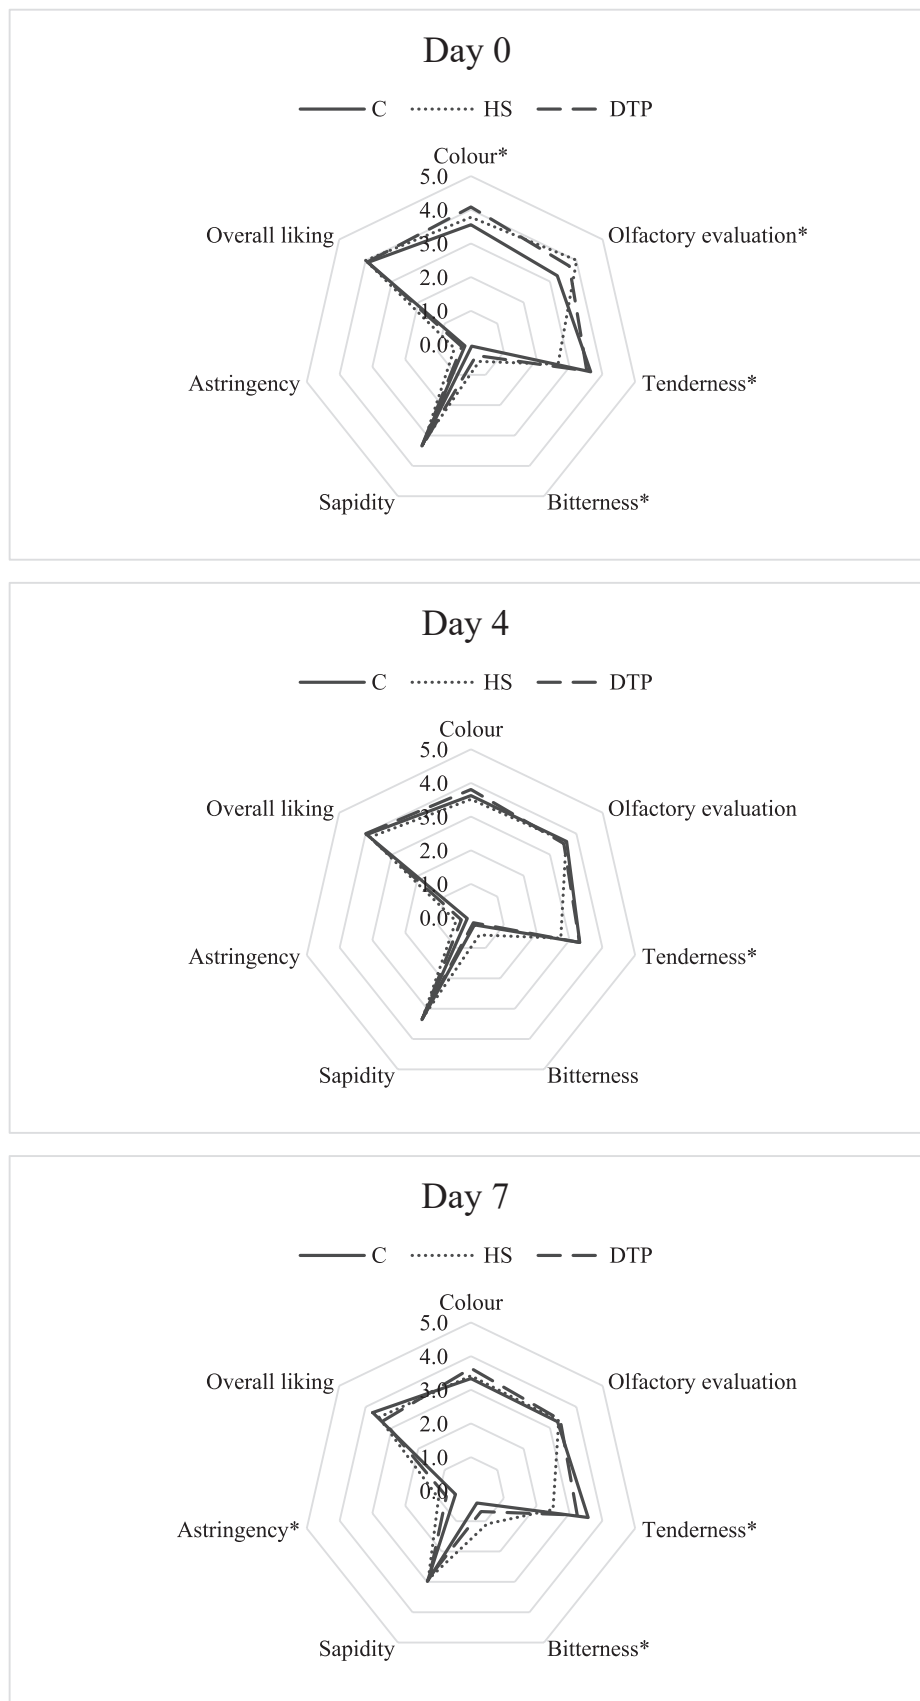 Day 0
C HS DTP
Colour*
5.0
4.0
Overall liking Olfactory evaluation*
3.0
2.0
1.0
0.0
Astringency Tenderness*
Sapidity Bitterness*
Day 4
C HS DTP
Colour
5.0
4.0
Overall liking Olfactory evaluation
3.0
2.0
1.0
0.0
Astringency Tenderness*
Sapidity Bitterness
Day 7
C HS DTP
Colour
5.0
4.0
Overall liking Olfactory evaluation
3.0
2.0
1.0
0.0
Astringency* Tenderness*
Sapidity Bitterness*